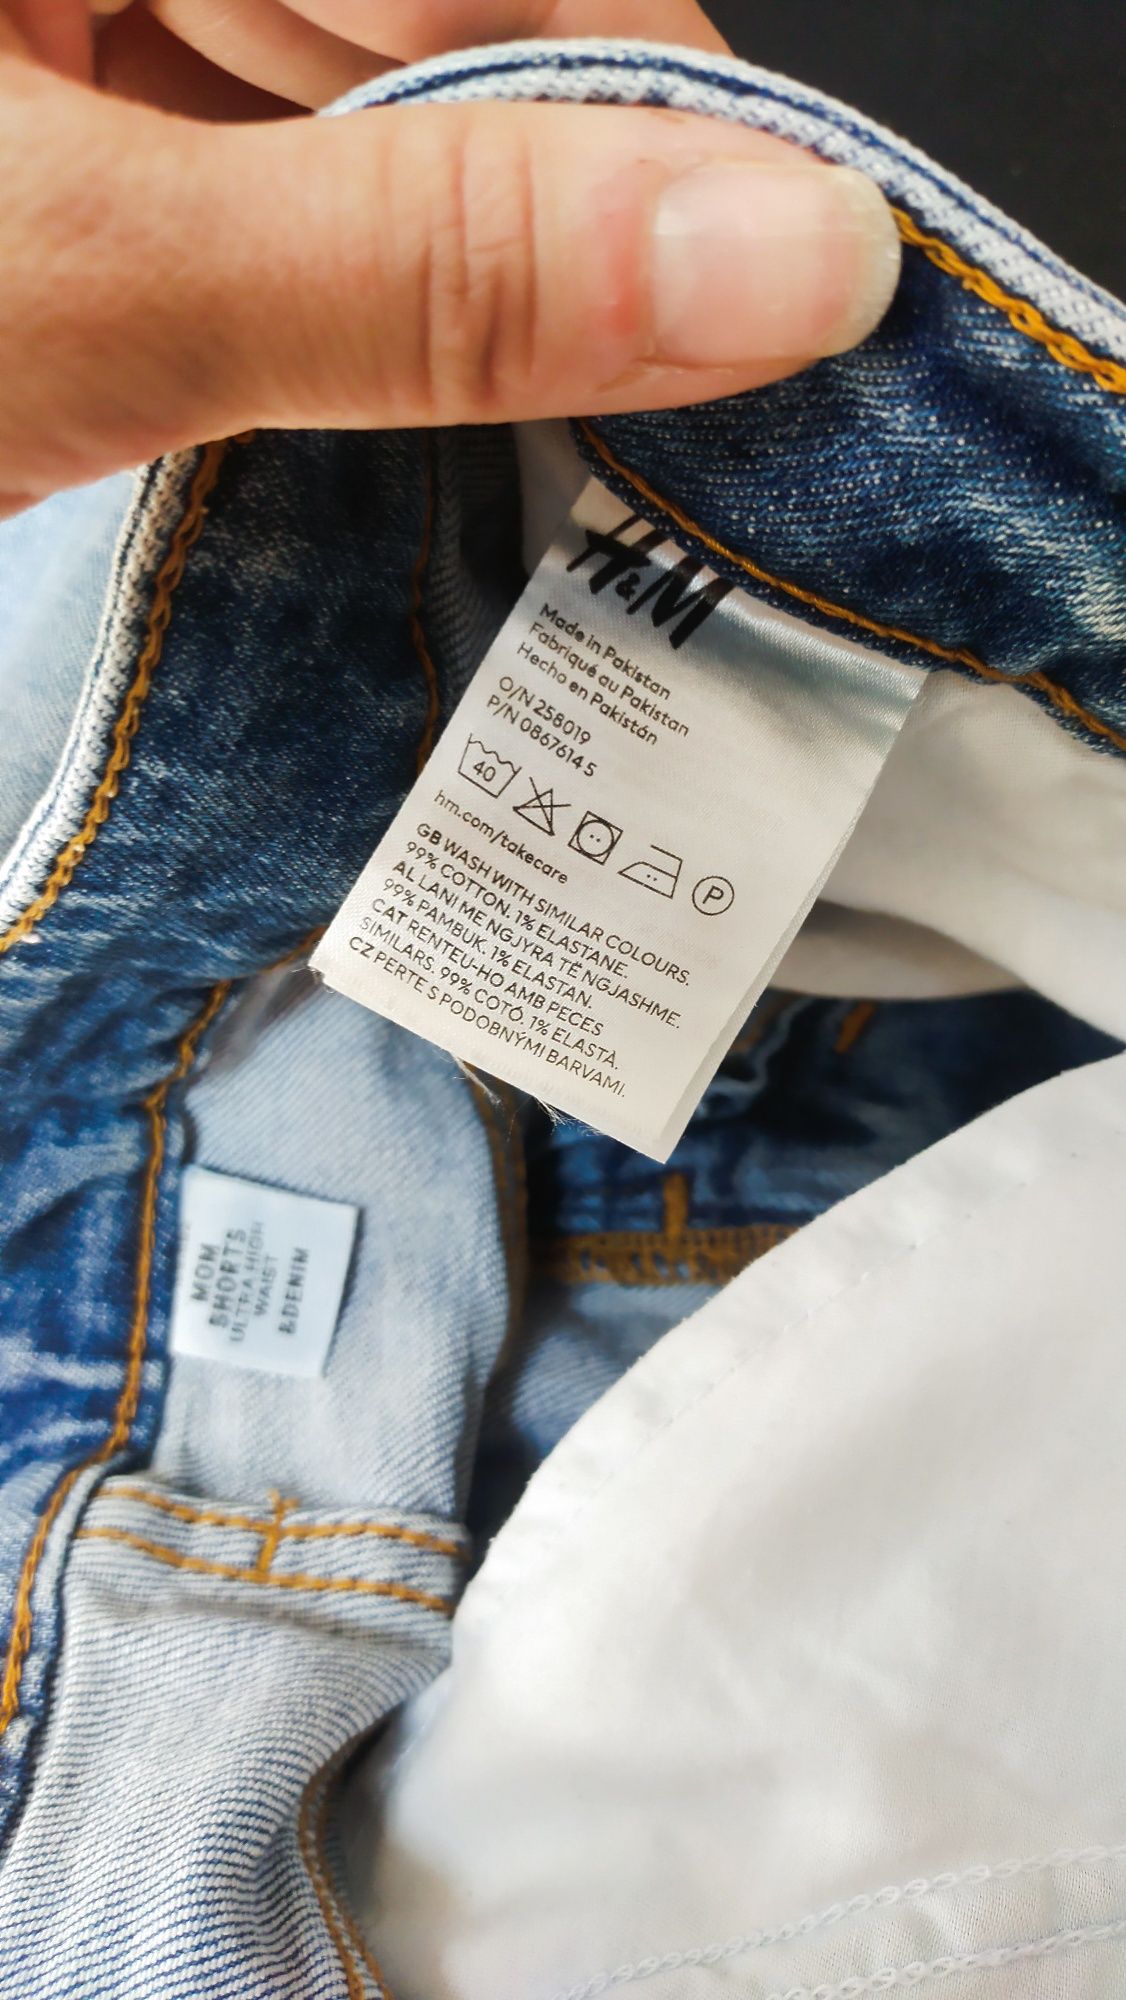 H&M
Made in Pakistan
Fabriqué au Pakistan
Hecho en Pakistán
O/N 258019
P/N 0867614 5
40
P
hm.com/takecare
GB WASH WITH SIMILAR COLOURS.
99% COTTON. 1% ELASTANE.
AL LANI ME NGJYRA TË NGJASHME.
99% PAMBUK. 1% ELASTAN.
CAT RENTEU-HO AMB PECES
SIMILARS. 99% COTÓ. 1% ELASTÀ.
CZ PERTE S PODOBNÝMI BARVAMI.
MOM
SHORTS
ULTRA HIGH
WAIST
&DENIM